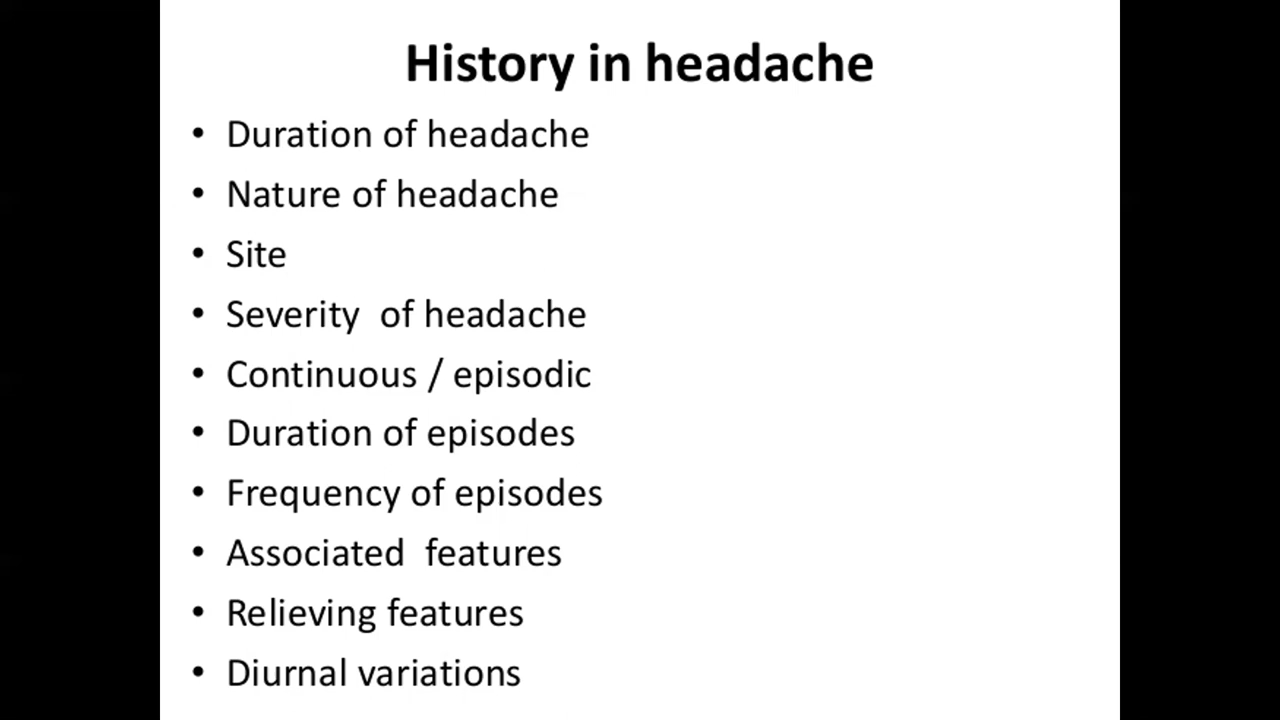 History in headache
• Duration of headache
• Nature of headache
• Site
• Severity  of headache
• Continuous / episodic
• Duration of episodes
• Frequency of episodes
• Associated  features
• Relieving features
• Diurnal variations